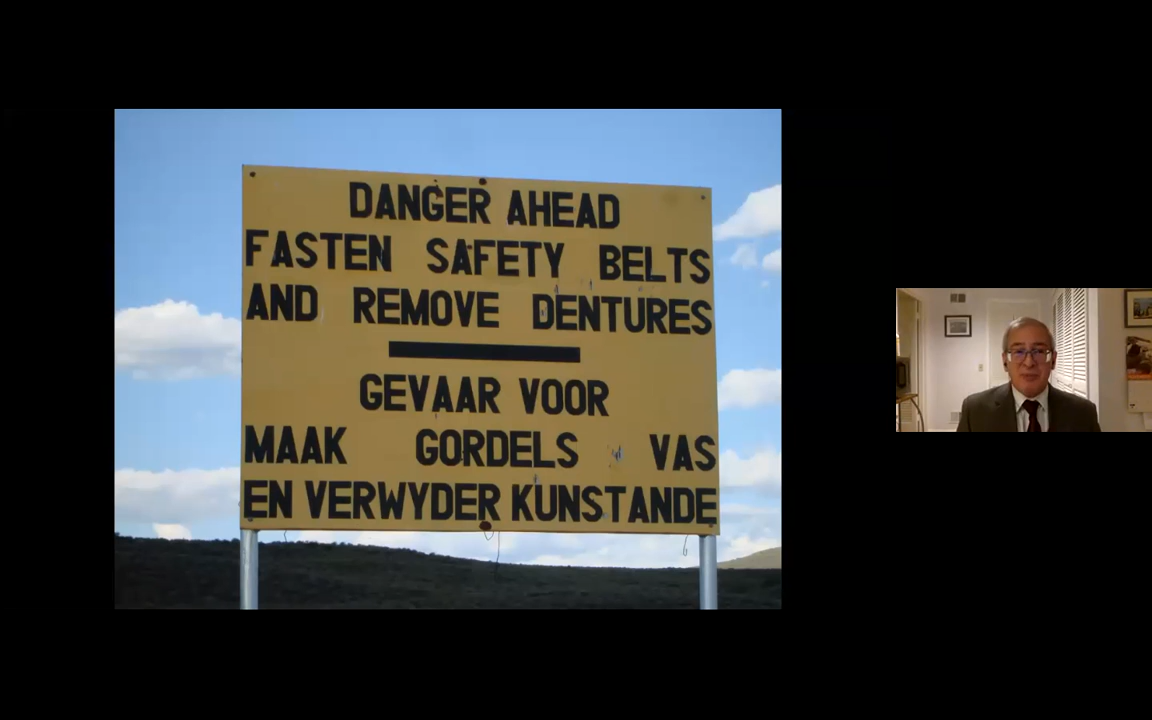 DANGER AHEAD
FASTEN SAFETY BELTS
AND REMOVE DENTURES
GEVAAR VOOR
MAAK GORDELS VAS
EN VERWYDER KUNSTANDE